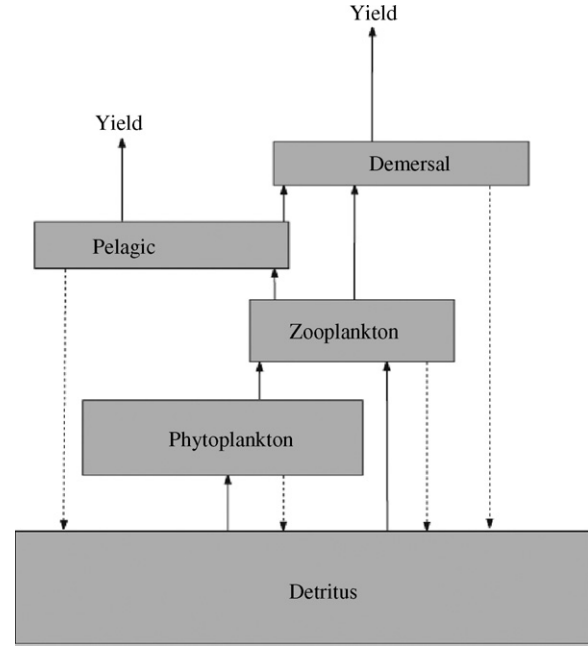 Yield
Yield
Demersal
Pelagic
Zooplankton
Phytoplankton
Detritus